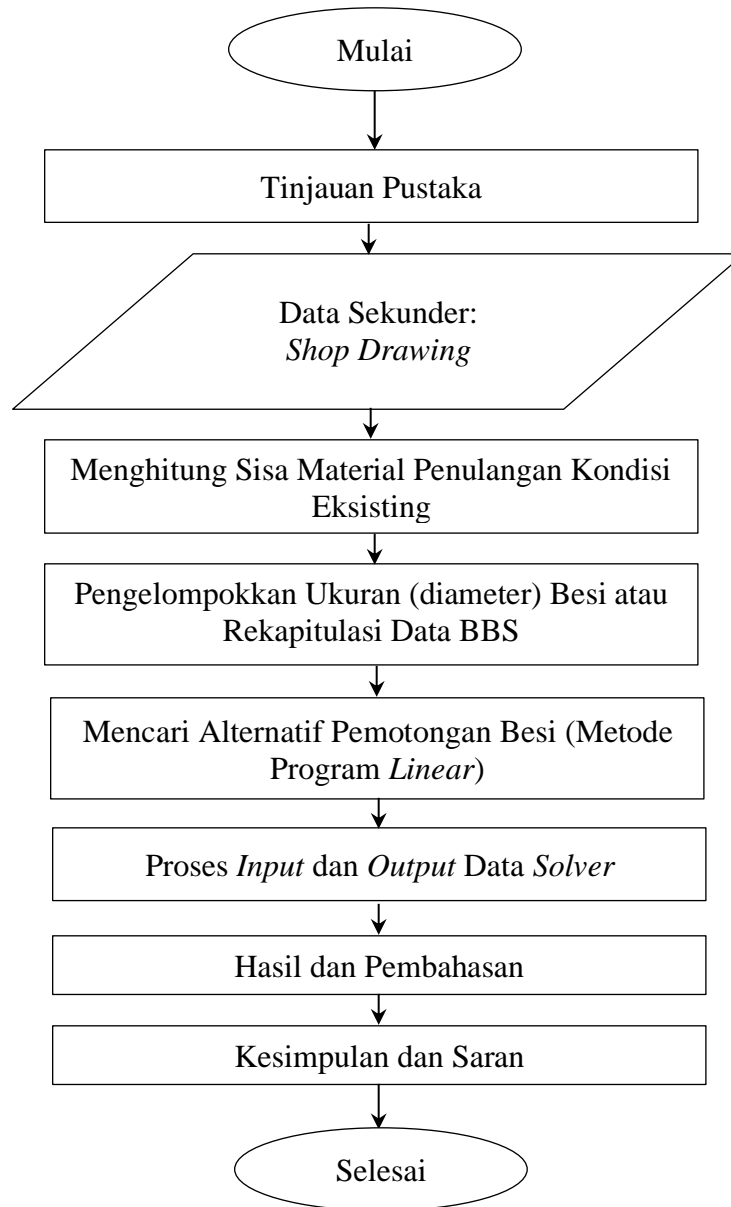 Mulai
Tinjauan Pustaka
Data Sekunder:
Shop Drawing
Menghitung Sisa Material Penulangan Kondisi
Eksisting
Pengelompokkan Ukuran (diameter) Besi atau
Rekapitulasi Data BBS
Mencari Alternatif Pemotongan Besi (Metode
Program Linear)
Proses Input dan Output Data Solver
Hasil dan Pembahasan
Kesimpulan dan Saran
Selesai